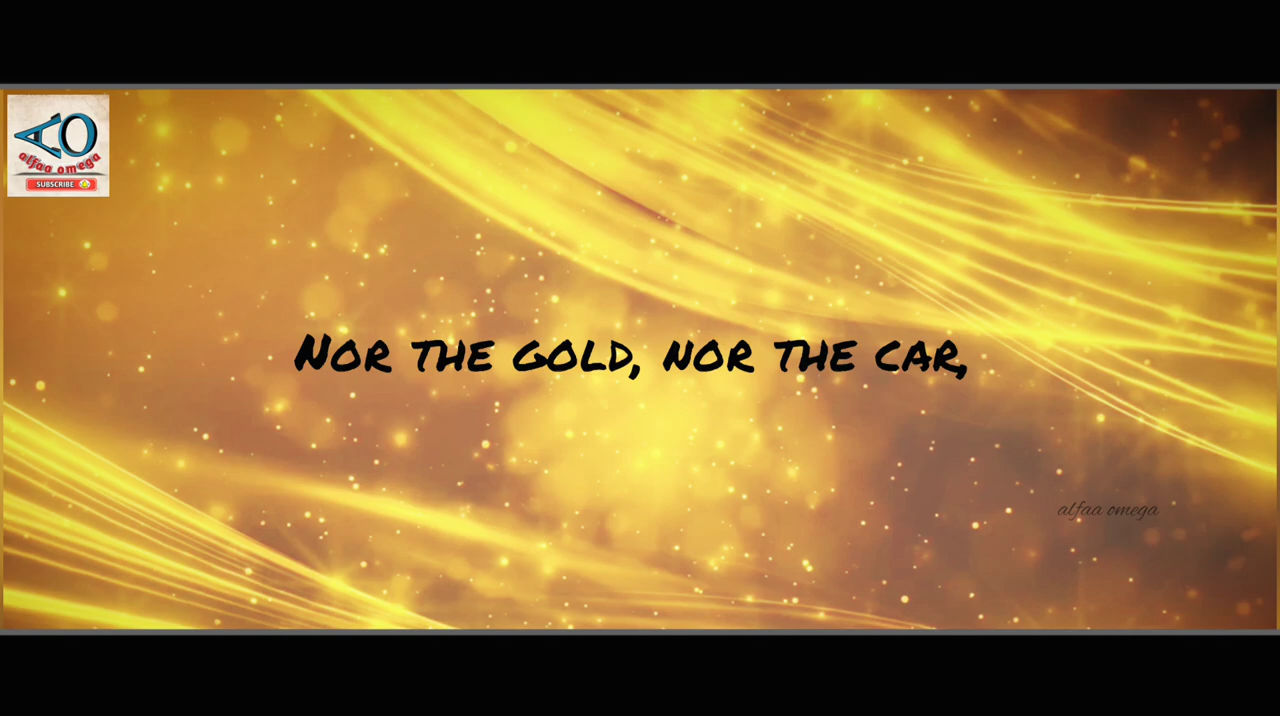 AO
alfaa omega
SUBSCRIBE
Nor the gold, nor the car,
alfaa omega